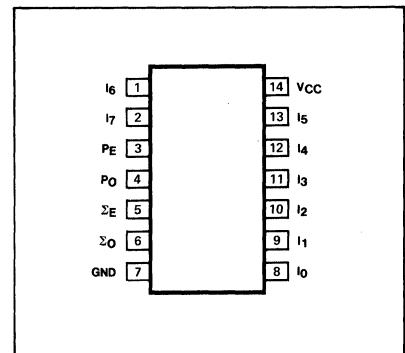 I6 1 14 VCC
I7 2 13 I5
PE 3 12 I4
PO 4 11 I3
ΣE 5 10 I2
ΣO 6 9 I1
GND 7 8 I0